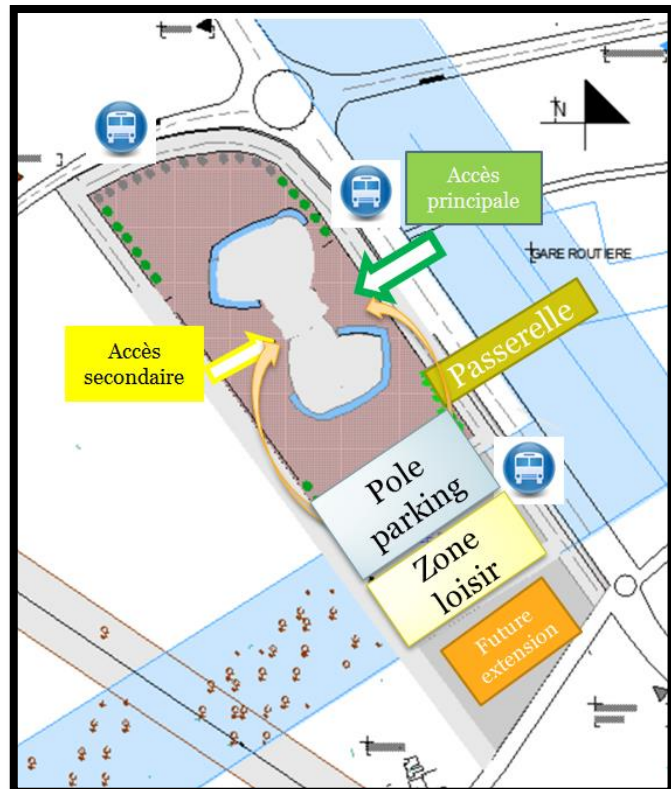 N
Accès
principale
GARE ROUTIERE
Passerelle
Accès
secondaire
Pole
parking
Zone
loisir
Future
extension